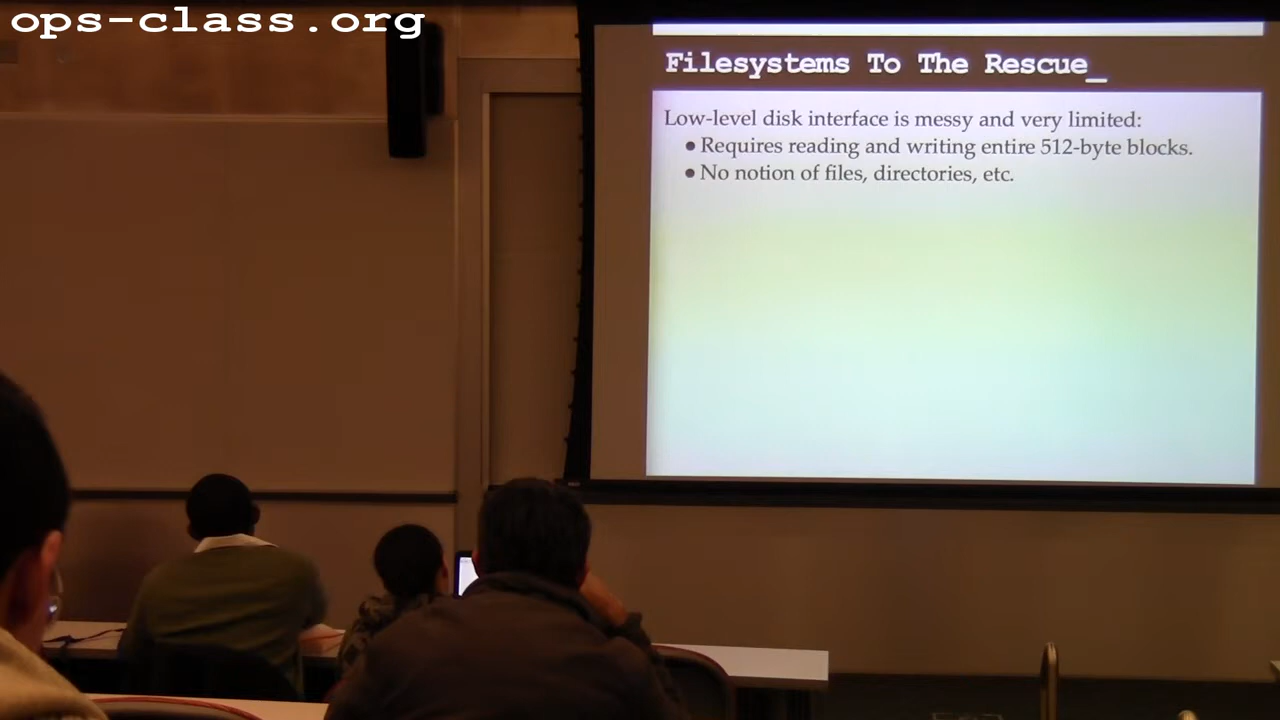 ops-class.org
Filesystems To The Rescue_
Low-level disk interface is messy and very limited:
● Requires reading and writing entire 512-byte blocks.
● No notion of files, directories, etc.